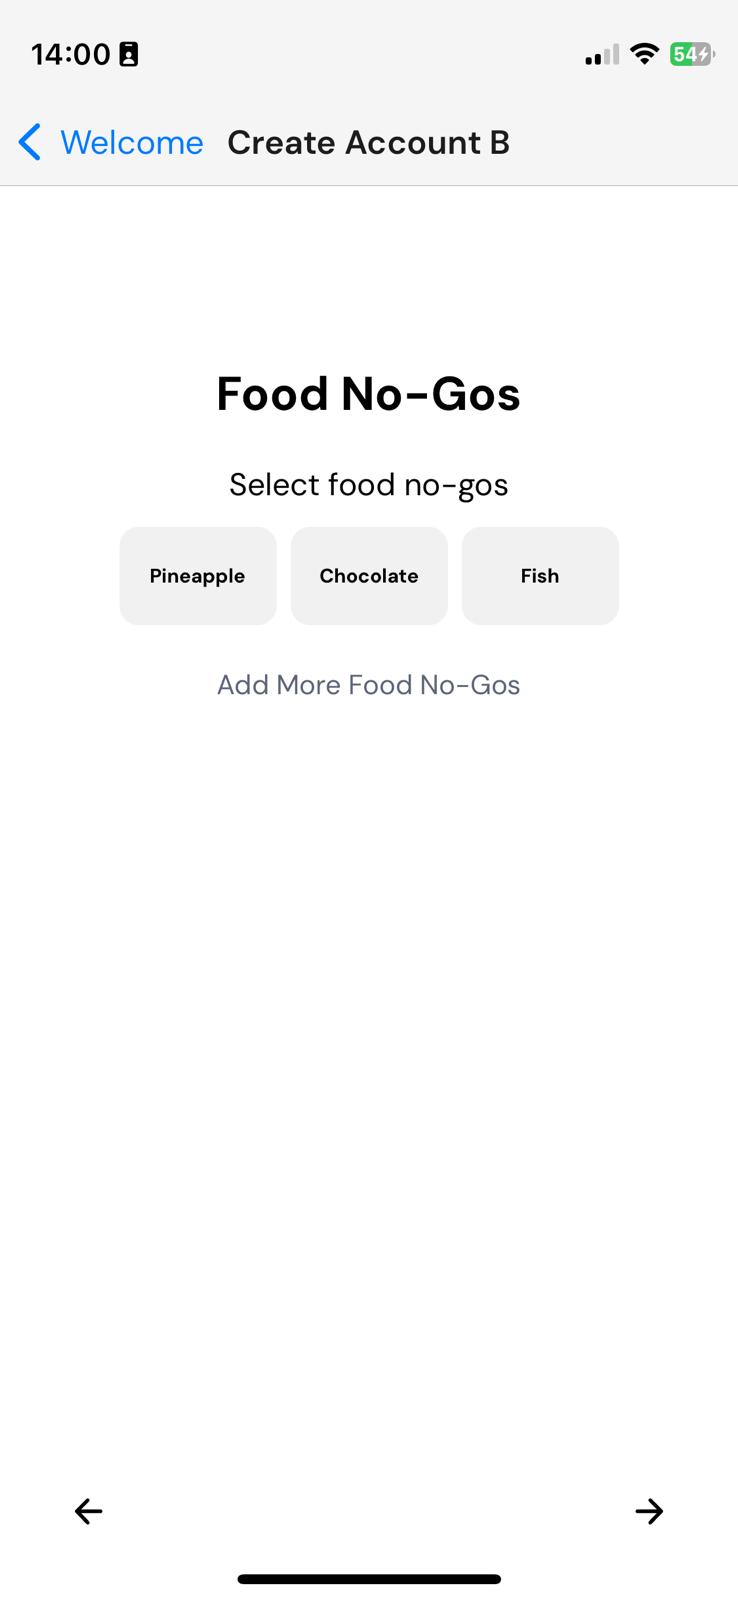 14:00
54
Welcome Create Account B
Food No-Gos
Select food no-gos
Pineapple Chocolate Fish
Add More Food No-Gos